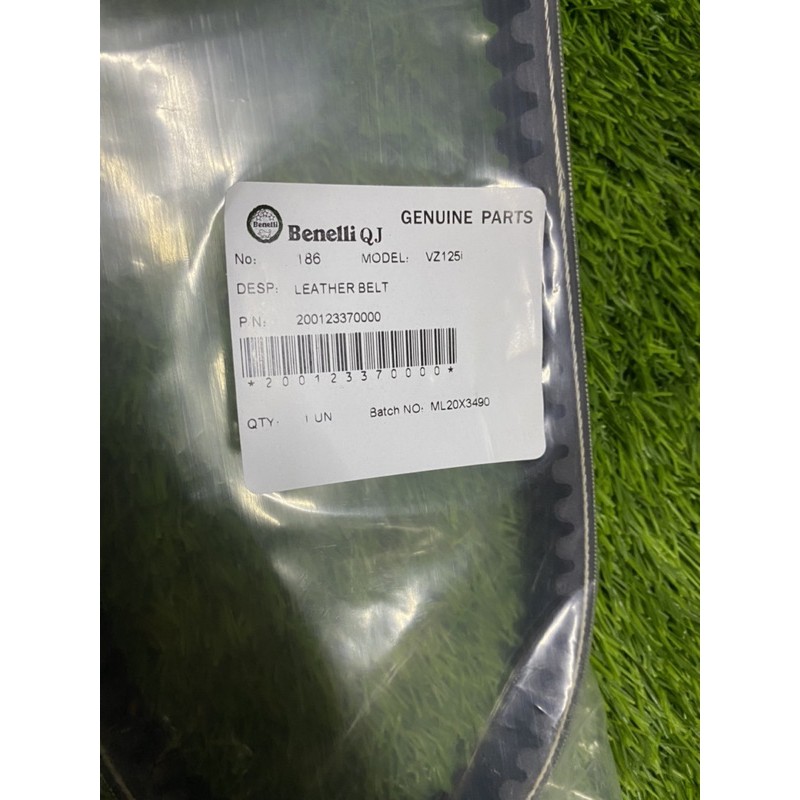 GENUINE PARTS
Benelli Benelli QJ
No: 186 MODEL: VZ125i
DESP: LEATHER BELT
P/N: 200123370000
*200123370000*
QTY: 1 UN Batch NO: ML20X3490